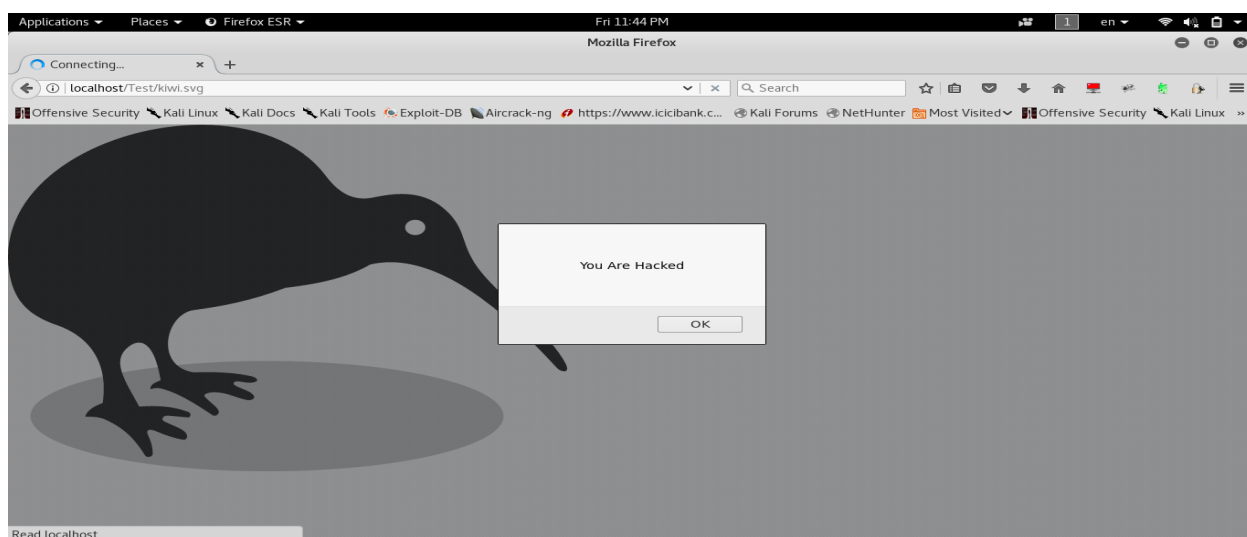 Applications Places Firefox ESR Fri 11:44 PM 1 en
Mozilla Firefox
Connecting...
localhost/Test/kiwi.svg Search
Offensive Security Kali Linux Kali Docs Kali Tools Exploit-DB Aircrack-ng https://www.icicibank.c... Kali Forums NetHunter Most Visited Offensive Security Kali Linux »
You Are Hacked
OK
Read localhost